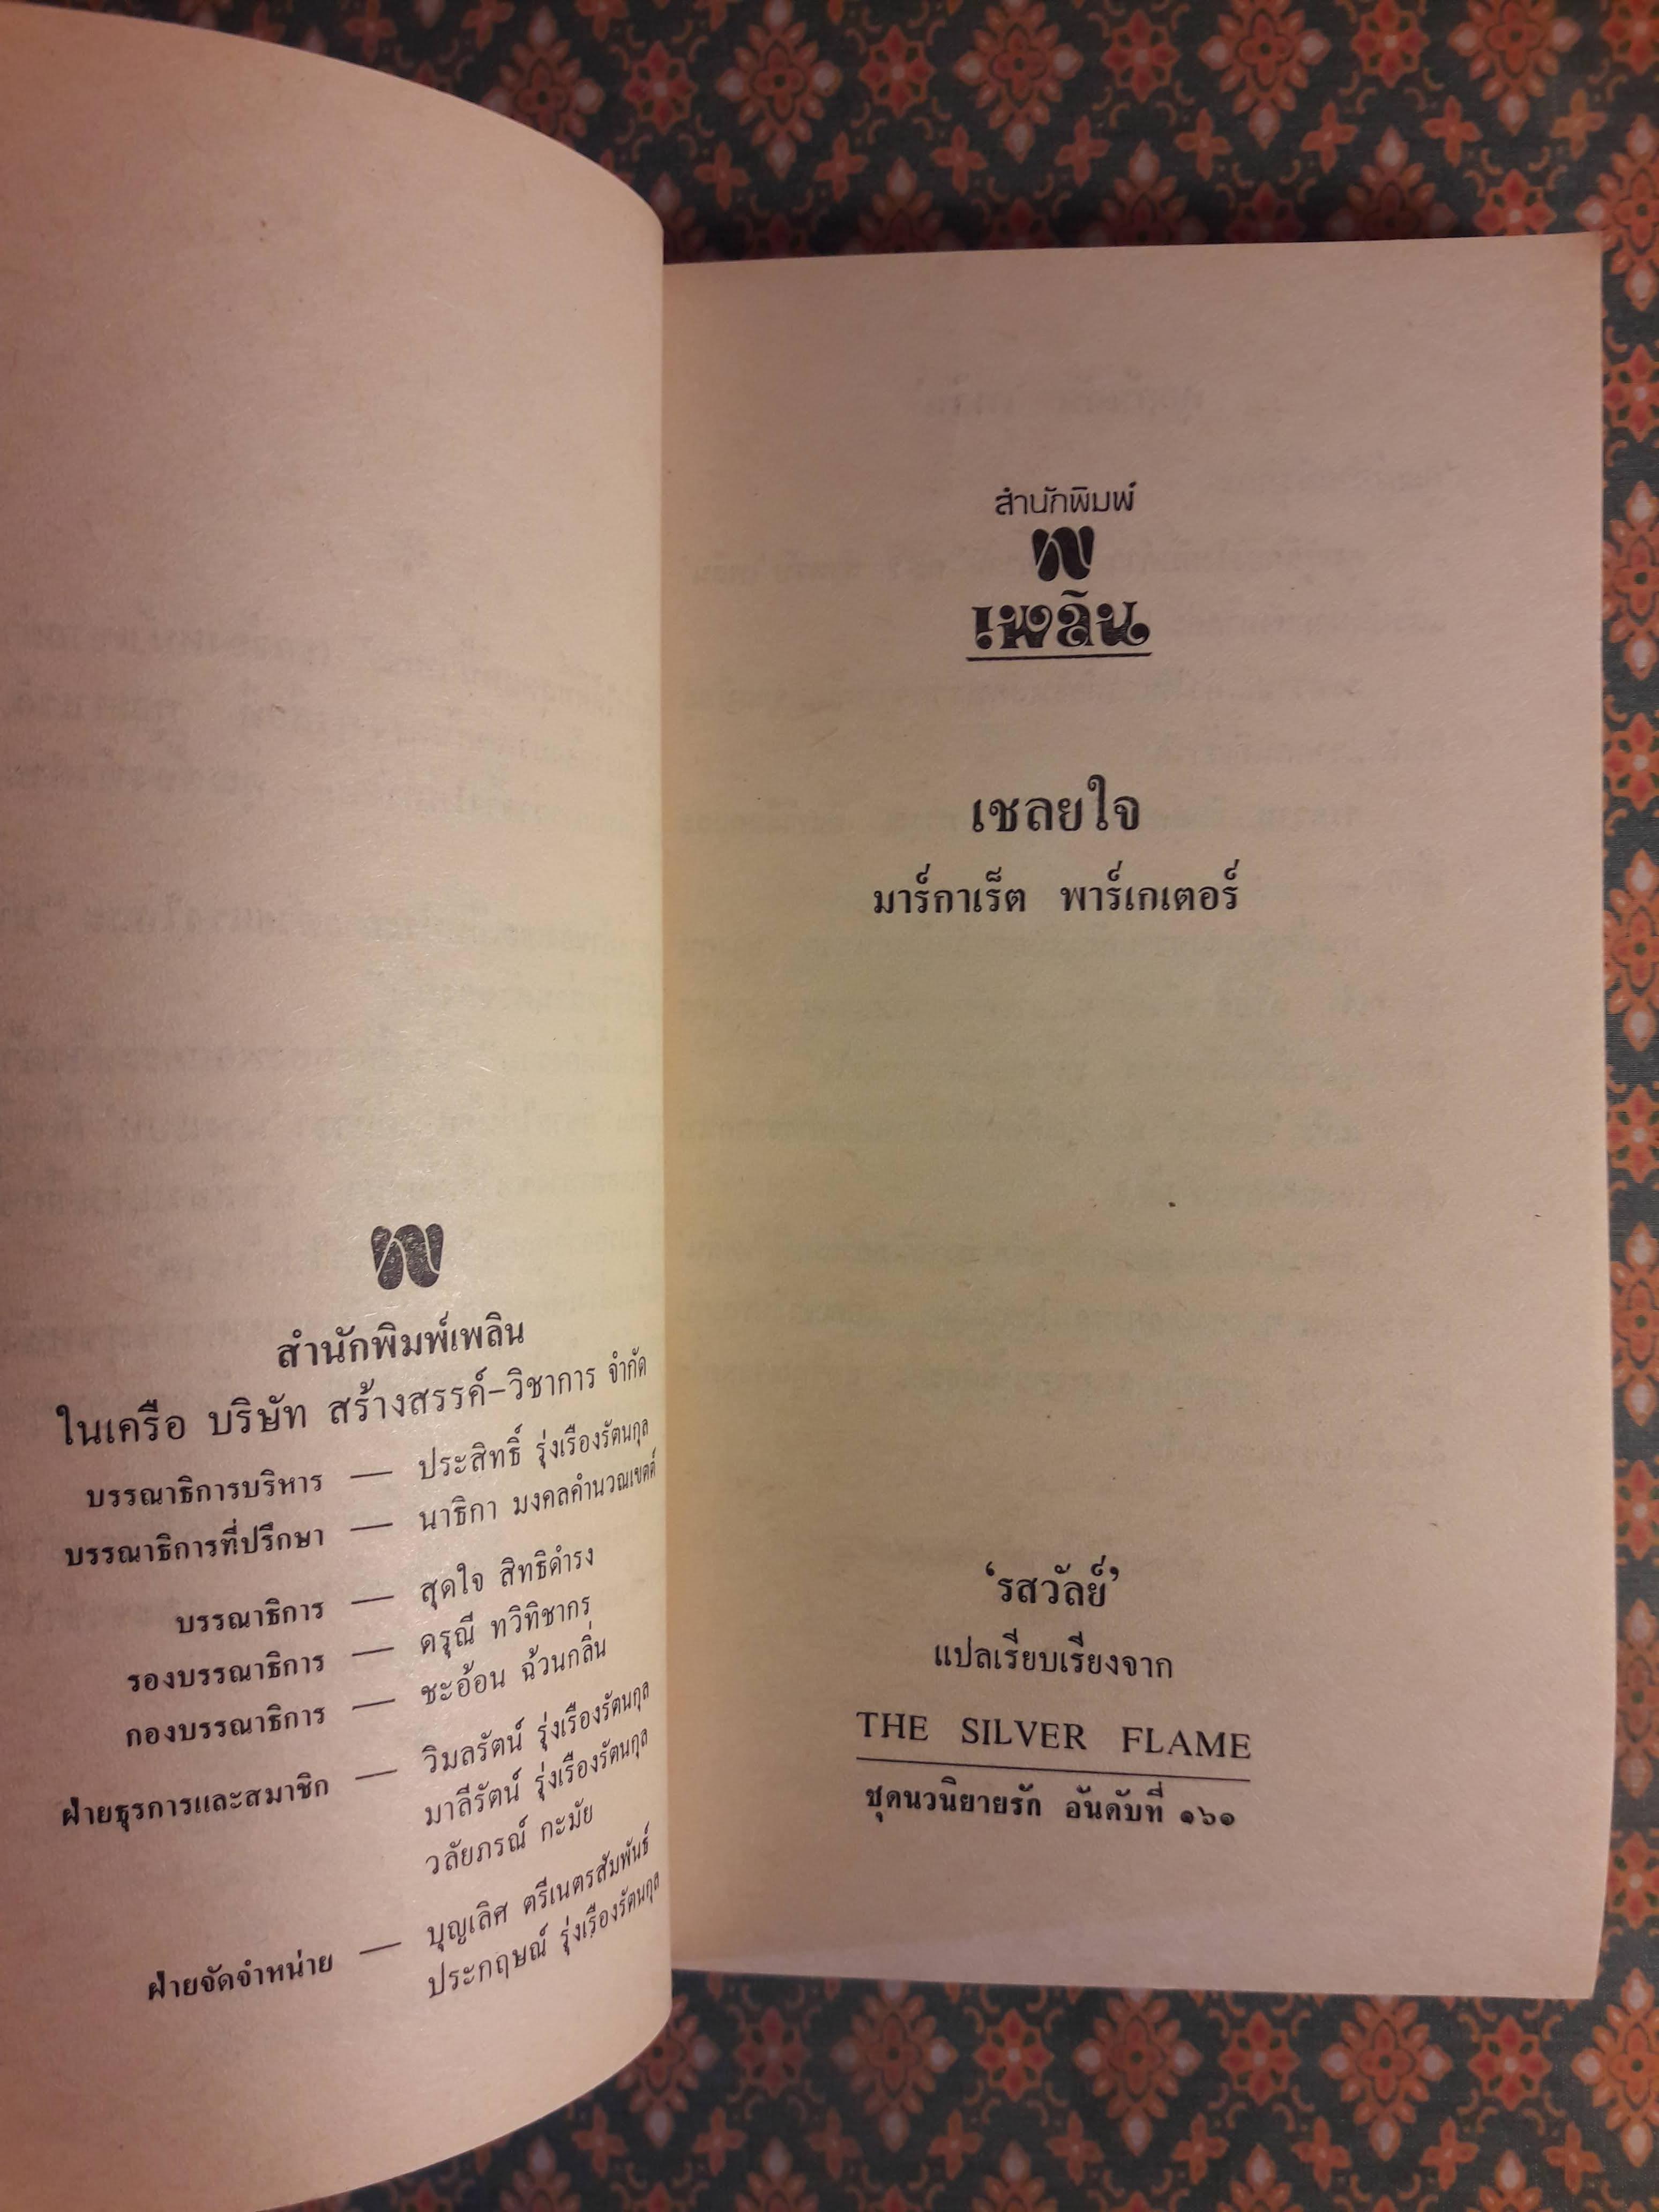 สำนักพิมพ์เพลิน
ในเครือ บริษัท สร้างสรรค์-วิชาการ จำกัด
บรรณาธิการบริหาร — ประสิทธิ์ รุ่งเรืองรัตนกุล
บรรณาธิการที่ปรึกษา — นาธิกา มงคลคำนวณเขตต์
บรรณาธิการ — สุดใจ สิทธิดำรง
รองบรรณาธิการ — ดรุณี ทวิทิชากร
กองบรรณาธิการ — ชะอ้อน ฉ้วนกลิ่น
ฝ่ายธุรการและสมาชิก — วิมลรัตน์ รุ่งเรืองรัตนกุล
มาลีรัตน์ รุ่งเรืองรัตนกุล
วลัยภรณ์ กะมัย
ฝ่ายจัดจำหน่าย — บุญเลิศ ตรีเนตรสัมพันธ์
ประกฤษณ์ รุ่งเรืองรัตนกุล
สำนักพิมพ์
เพลิน
เชลยใจ
มาร์กาเร็ต พาร์เกเตอร์
‘รสวัลย์’
แปลเรียบเรียงจาก
THE SILVER FLAME
ชุดนวนิยายรัก อันดับที่ ๑๖๑